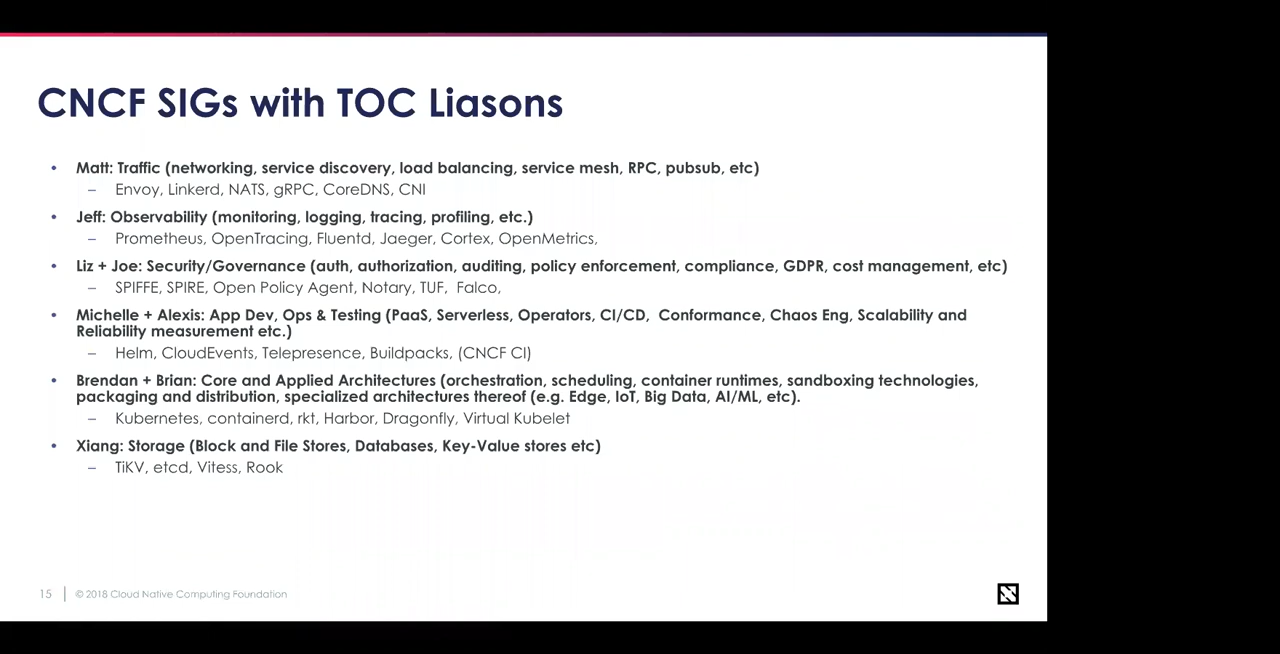 CNCF SIGs with TOC Liasons
• Matt: Traffic (networking, service discovery, load balancing, service mesh, RPC, pubsub, etc)
– Envoy, Linkerd, NATS, gRPC, CoreDNS, CNI
• Jeff: Observability (monitoring, logging, tracing, profiling, etc.)
– Prometheus, OpenTracing, Fluentd, Jaeger, Cortex, OpenMetrics,
• Liz + Joe: Security/Governance (auth, authorization, auditing, policy enforcement, compliance, GDPR, cost management, etc)
– SPIFFE, SPIRE, Open Policy Agent, Notary, TUF, Falco,
• Michelle + Alexis: App Dev, Ops & Testing (PaaS, Serverless, Operators, CI/CD, Conformance, Chaos Eng, Scalability and
Reliability measurement etc.)
– Helm, CloudEvents, Telepresence, Buildpacks, (CNCF CI)
• Brendan + Brian: Core and Applied Architectures (orchestration, scheduling, container runtimes, sandboxing technologies,
packaging and distribution, specialized architectures thereof (e.g. Edge, IoT, Big Data, AI/ML, etc).
– Kubernetes, containerd, rkt, Harbor, Dragonfly, Virtual Kubelet
• Xiang: Storage (Block and File Stores, Databases, Key-Value stores etc)
– TiKV, etcd, Vitess, Rook
15 | © 2018 Cloud Native Computing Foundation